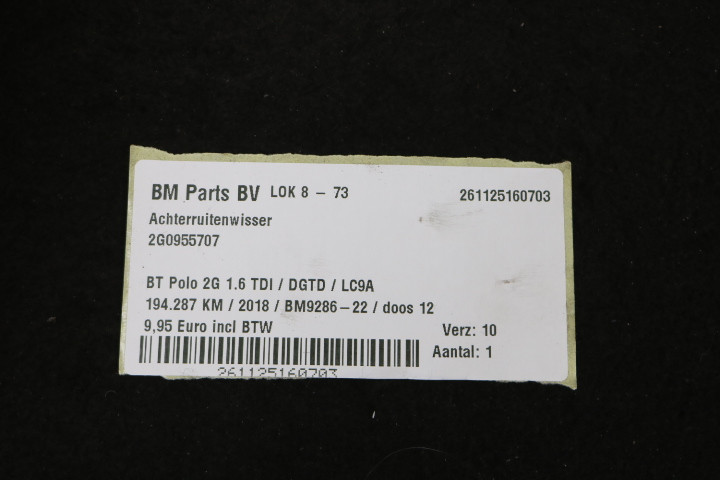 BM Parts BV LOK 8 - 73 261125160703
Achterruitenwisser
2G0955707
BT Polo 2G 1.6 TDI / DGTD / LC9A
194.287 KM / 2018 / BM9286-22 / doos 12
9,95 Euro incl BTW Verz: 10
Aantal: 1
261125160703